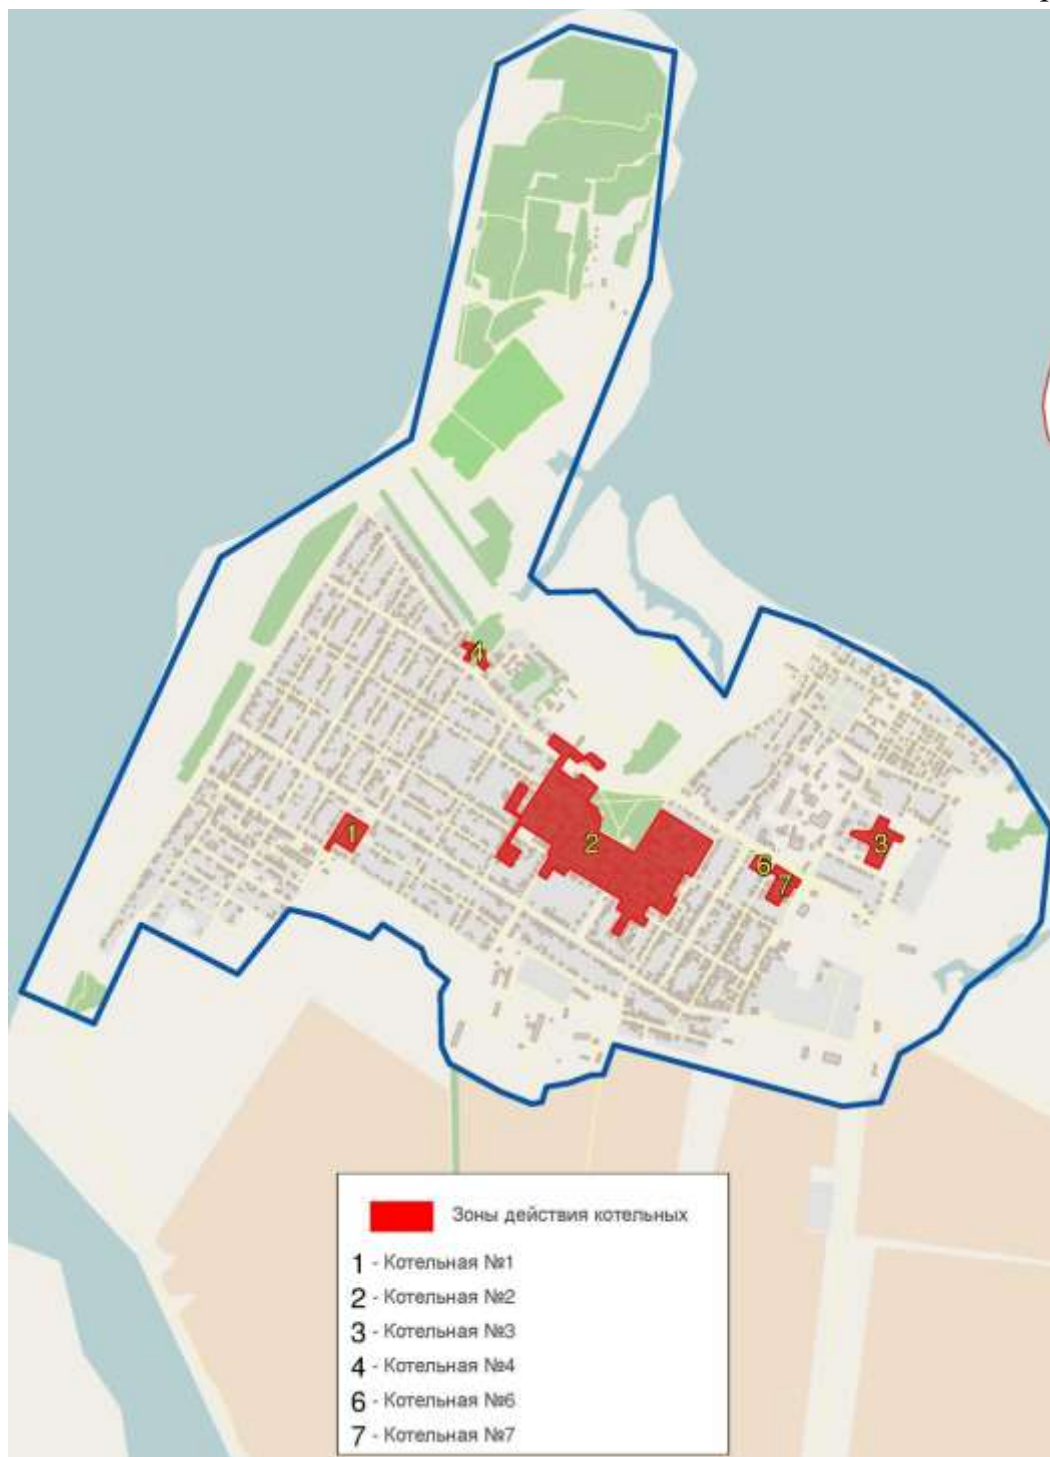 4
1
2
3
6
7
Зоны действия котельных
1 - Котельная №1
2 - Котельная №2
3 - Котельная №3
4 - Котельная №4
6 - Котельная №6
7 - Котельная №7